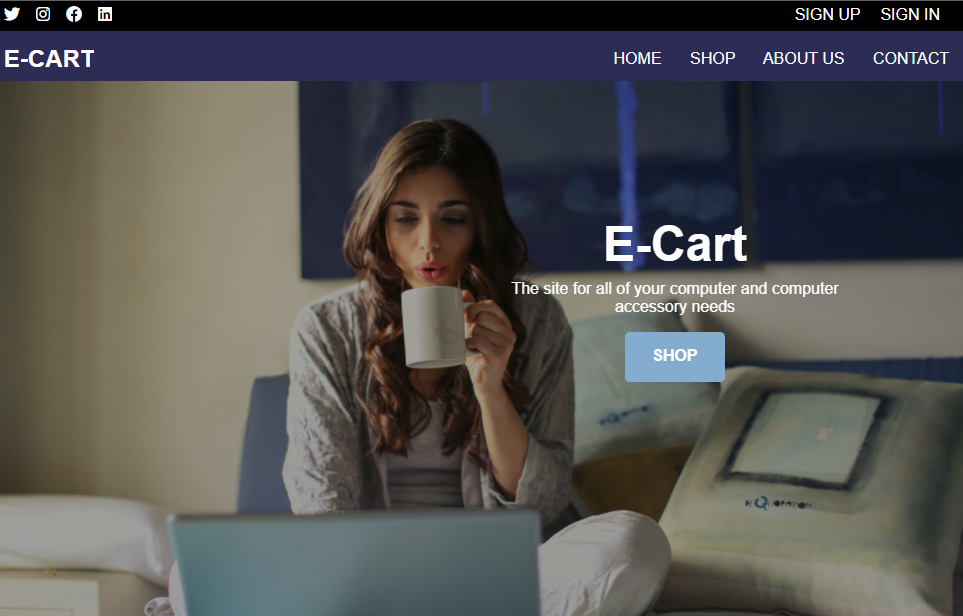 SIGN UP SIGN IN
E-CART
HOME SHOP ABOUT US CONTACT
E-Cart
The site for all of your computer and computer
accessory needs
SHOP